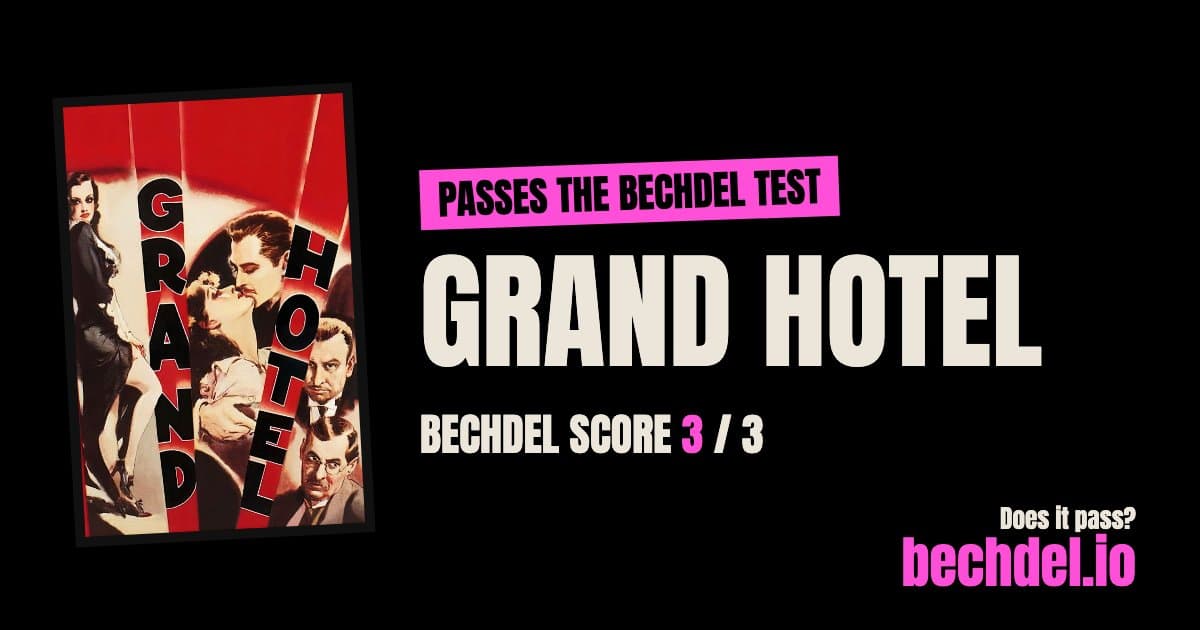 GRAND
HOTEL
PASSES THE BECHDEL TEST
GRAND HOTEL
BECHDEL SCORE 3 / 3
Does it pass?
bechdel.io